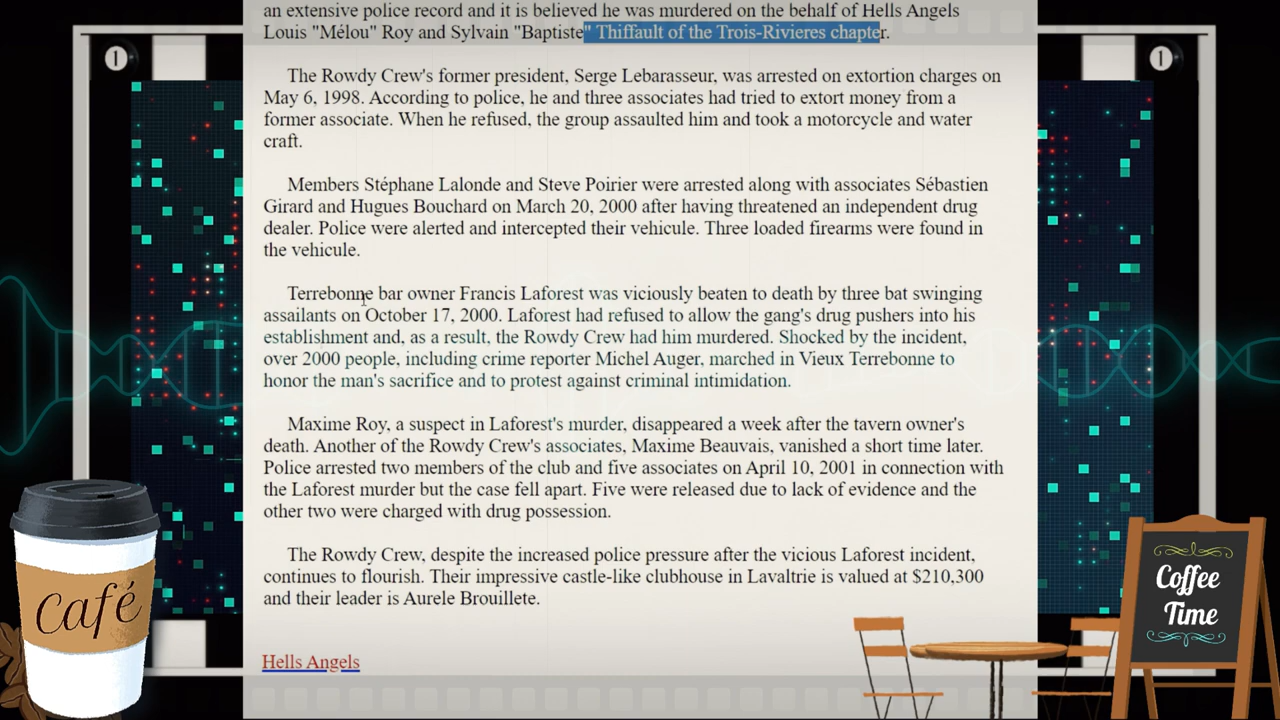 an extensive police record and it is believed he was murdered on the behalf of Hells Angels
Louis "Mélou" Roy and Sylvain "Baptiste" Thiffault of the Trois-Rivieres chapter.
The Rowdy Crew's former president, Serge Lebarasseur, was arrested on extortion charges on
May 6, 1998. According to police, he and three associates had tried to extort money from a
former associate. When he refused, the group assaulted him and took a motorcycle and water
craft.
Members Stéphane Lalonde and Steve Poirier were arrested along with associates Sébastien
Girard and Hugues Bouchard on March 20, 2000 after having threatened an independent drug
dealer. Police were alerted and intercepted their vehicule. Three loaded firearms were found in
the vehicule.
Terrebonne bar owner Francis Laforest was viciously beaten to death by three bat swinging
assailants on October 17, 2000. Laforest had refused to allow the gang's drug pushers into his
establishment aid, as a result, the Rowdy Crew had him murdered. Shocked by the incident,
over 2000 people, including crime reporter Michel Auger, marched in Vieux Terrebonne to
honor the man's sacrifice and to protest against criminal intimidation.
Maxime Roy, a suspect in Laforest's murder, disappeared a week after the tavern owner's
death. Another of the Rowdy Crew's associates, Maxime Beauvais, vanished a short time later.
Police arrested two members of the club and five associates on April 10, 2001 in connection with
the Laforest murder but the case fell apart. Five were released due to lack of evidence and the
other two were charged with drug possession.
The Rowdy Crew, despite the increased police pressure after the vicious Laforest incident,
continues to flourish. Their impressive castle-like clubhouse in Lavaltrie is valued at $210,300
and their leader is Aurele Brouillete.
Hells Angels
1
1
Café
Coffee
Time